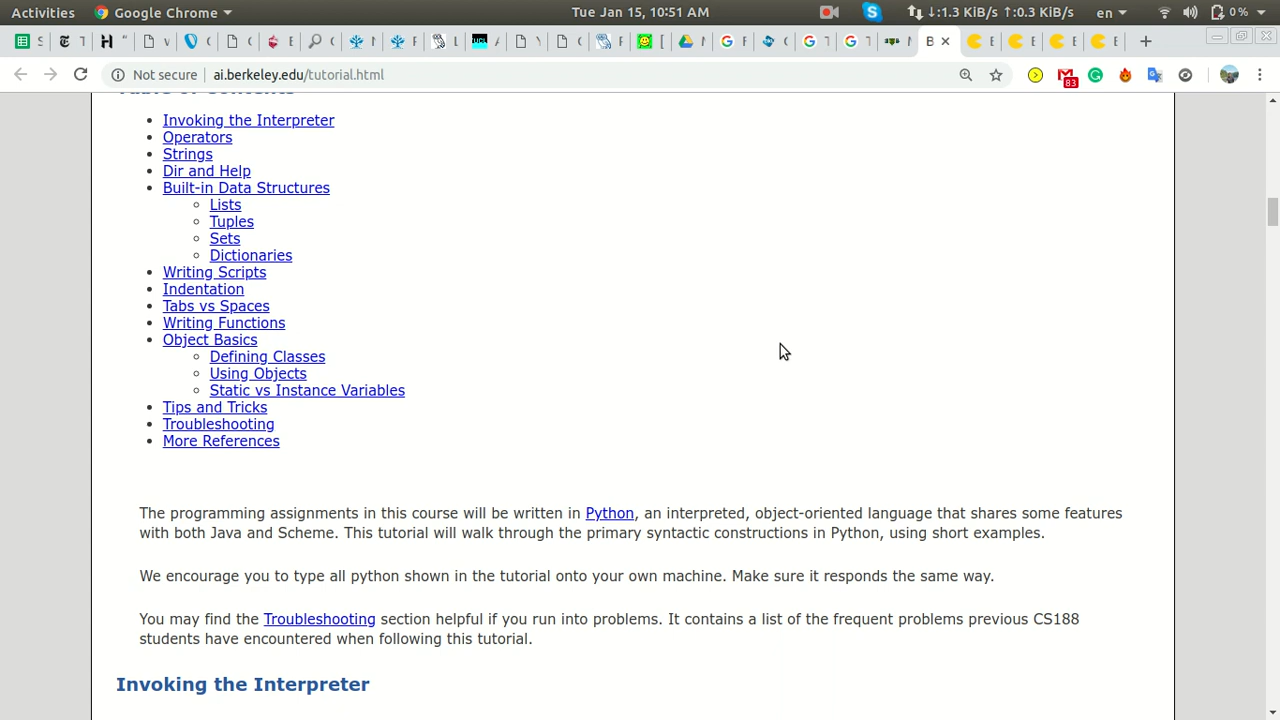 Activities Google Chrome Tue Jan 15, 10:51 AM ↓:1.3 KiB/s ↑:0.3 KiB/s en 0 %
Not secure ai.berkeley.edu/tutorial.html 83
Invoking the Interpreter
Operators
Strings
Dir and Help
Built-in Data Structures
Lists
Tuples
Sets
Dictionaries
Writing Scripts
Indentation
Tabs vs Spaces
Writing Functions
Object Basics
Defining Classes
Using Objects
Static vs Instance Variables
Tips and Tricks
Troubleshooting
More References
The programming assignments in this course will be written in Python, an interpreted, object-oriented language that shares some features
with both Java and Scheme. This tutorial will walk through the primary syntactic constructions in Python, using short examples.
We encourage you to type all python shown in the tutorial onto your own machine. Make sure it responds the same way.
You may find the Troubleshooting section helpful if you run into problems. It contains a list of the frequent problems previous CS188
students have encountered when following this tutorial.
Invoking the Interpreter